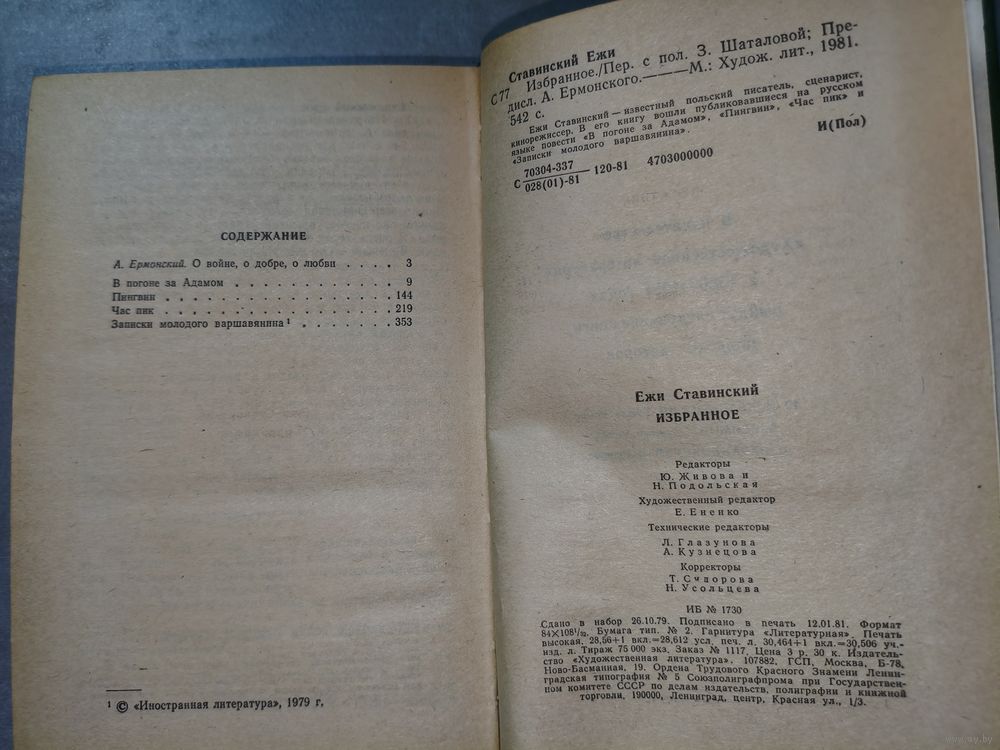 СОДЕРЖАНИЕ
А. Ермонский. О войне, о добре, о любви . . . . 3
В погоне за Адамом . . . . . . . . . . . . 9
Пингвин . . . . . . . . . . . . . . . . . 144
Час пик . . . . . . . . . . . . . . . . . 219
Записки молодого варшавянина¹ . . . . . . . . 353
¹ © «Иностранная литература», 1979 г.
Ставинский Ежи
С77 Избранное./Пер. с пол. З. Шаталовой; Пре-
дисл. А. Ермонского.———М.: Худож. лит., 1981.
542 с.
Ежи Ставинский — известный польский писатель, сценарист,
кинорежиссер. В его книгу вошли публиковавшиеся на русском
языке повести «В погоне за Адамом», «Пингвин», «Час пик» и
«Записки молодого варшавянина».
С 70304-337
028(01)-81 120-81 4703000000
И(Пол)
Ежи Ставинский
ИЗБРАННОЕ
Редакторы
Ю. Живова и
Н. Подольская
Художественный редактор
Е. Ененко
Технические редакторы
Л. Глазунова
А. Кузнецова
Корректоры
Т. Сидорова
Н. Усольцева
ИБ № 1730
Сдано в набор 26.10.79. Подписано в печать 12.01.81. Формат
84×108¹/₃₂. Бумага тип. № 2. Гарнитура «Литературная». Печать
высокая. 28,56+1 вкл.=28,612 усл. печ. л. 30,464+1 вкл.=30,506 уч.-
изд. л. Тираж 75 000 экз. Заказ № 1117. Цена 3 р. 30 к. Издатель-
ство «Художественная литература». 107882, ГСП, Москва, Б-78,
Ново-Басманная, 19. Ордена Трудового Красного Знамени Ленин-
градская типография № 5 Союзполиграфпрома при Государствен-
ном комитете СССР по делам издательств, полиграфии и книжной
торговли. 190000, Ленинград, центр, Красная ул., 1/3.